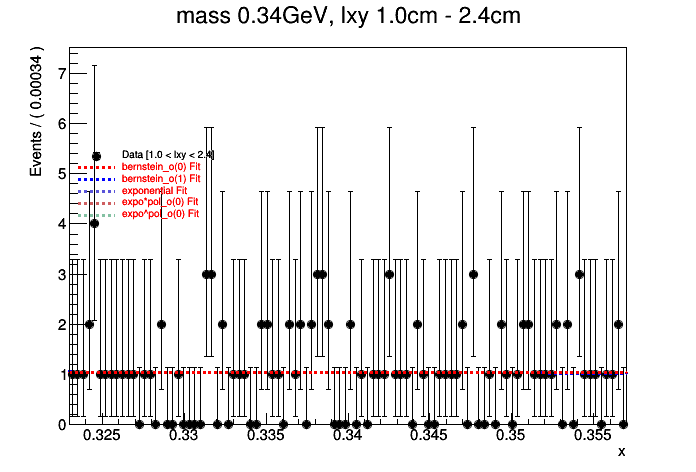 mass 0.34GeV, lxy 1.0cm - 2.4cm
Events / ( 0.00034 )
7
6
5
4
3
2
1
0
Data [1.0 < lxy < 2.4]
bernstein_o(0) Fit
bernstein_o(1) Fit
exponential Fit
expo*pol_o(0) Fit
expo^pol_o(0) Fit
0.325 0.33 0.335 0.34 0.345 0.35 0.355
x